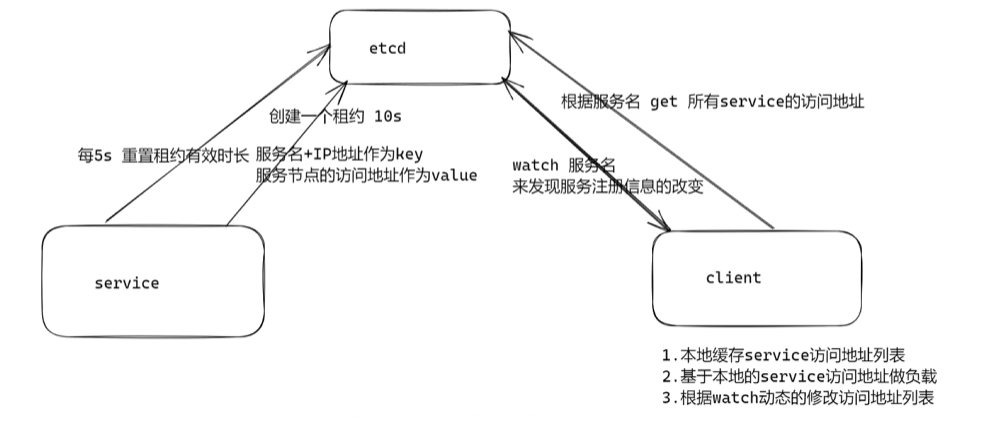 etcd
创建一个租约 10s
每5s 重置租约有效时长
服务名+IP地址作为key
服务节点的访问地址作为value
根据服务名 get 所有service的访问地址
watch 服务名
来发现服务注册信息的改变
service
client
1.本地缓存service访问地址列表
2.基于本地的service访问地址做负载
3.根据watch动态的修改访问地址列表